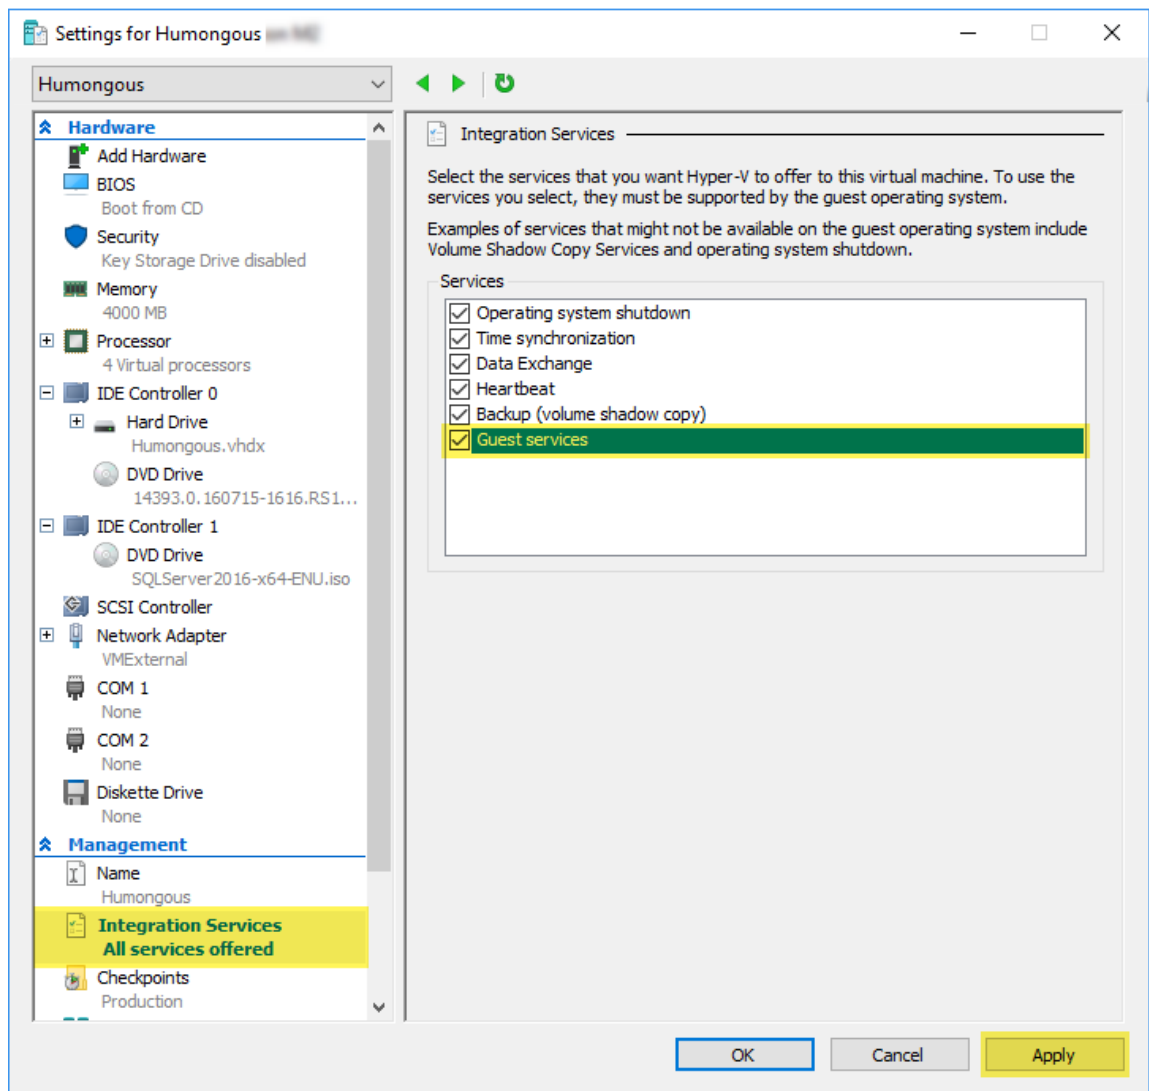 Settings for Humongous
Humongous
Hardware
Add Hardware
BIOS
Boot from CD
Security
Key Storage Drive disabled
Memory
4000 MB
Processor
4 Virtual processors
IDE Controller 0
Hard Drive
Humongous.vhdx
DVD Drive
14393.0.160715-1616.RS1...
IDE Controller 1
DVD Drive
SQLServer2016-x64-ENU.iso
SCSI Controller
Network Adapter
VMExternal
COM 1
None
COM 2
None
Diskette Drive
None
Management
Name
Humongous
Integration Services
All services offered
Checkpoints
Production
Integration Services
Select the services that you want Hyper-V to offer to this virtual machine. To use the
services you select, they must be supported by the guest operating system.
Examples of services that might not be available on the guest operating system include
Volume Shadow Copy Services and operating system shutdown.
Services
Operating system shutdown
Time synchronization
Data Exchange
Heartbeat
Backup (volume shadow copy)
Guest services
OK
Cancel
Apply